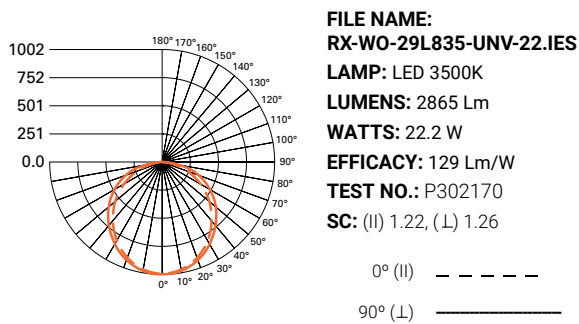 1002
752
501
251
0.0
180°
170°
160°
150°
140°
130°
120°
110°
100°
90°
80°
70°
60°
50°
40°
30°
20°
10°
0°
FILE NAME:
RX-WO-29L835-UNV-22.IES
LAMP: LED 3500K
LUMENS: 2865 Lm
WATTS: 22.2 W
EFFICACY: 129 Lm/W
TEST NO.: P302170
SC: (II) 1.22, (⊥) 1.26
0º (II)
90º (⊥)